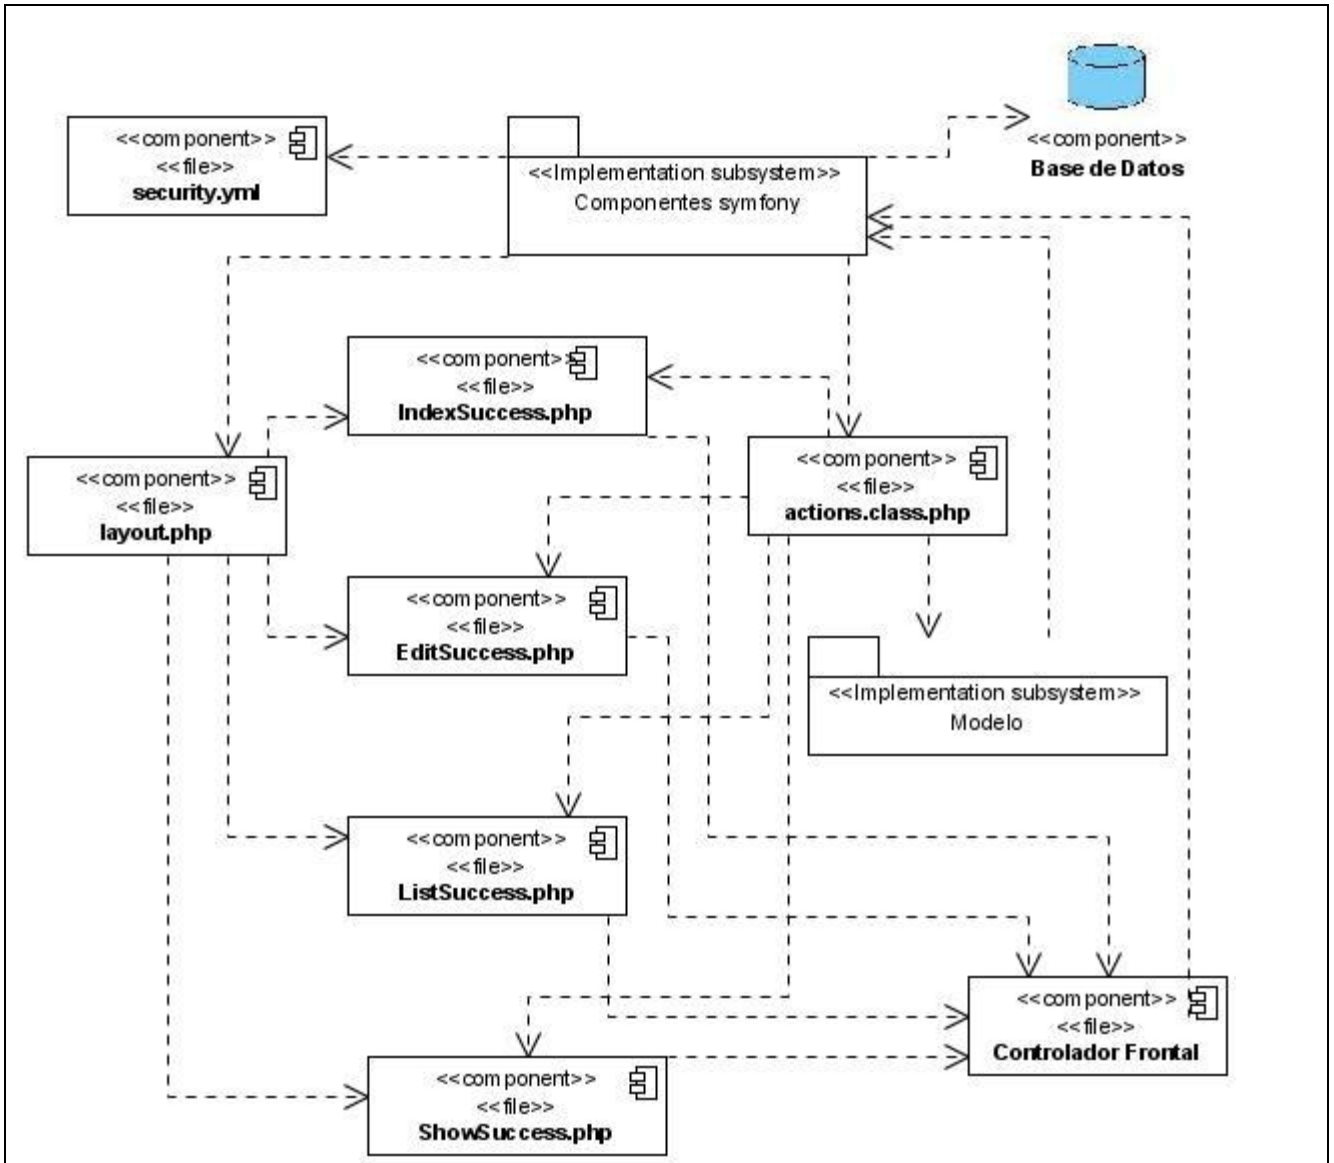 <<component>>
Base de Datos
<<component>>
<<file>>
security.yml
<<Implementation subsystem>>
Componentes symfony
<<component>>
<<file>>
IndexSuccess.php
<<component>>
<<file>>
layout.php
<<component>>
<<file>>
actions.class.php
<<component>>
<<file>>
EditSuccess.php
<<Implementation subsystem>>
Modelo
<<component>>
<<file>>
ListSuccess.php
<<component>>
<<file>>
Controlador Frontal
<<component>>
<<file>>
ShowSuccess.php